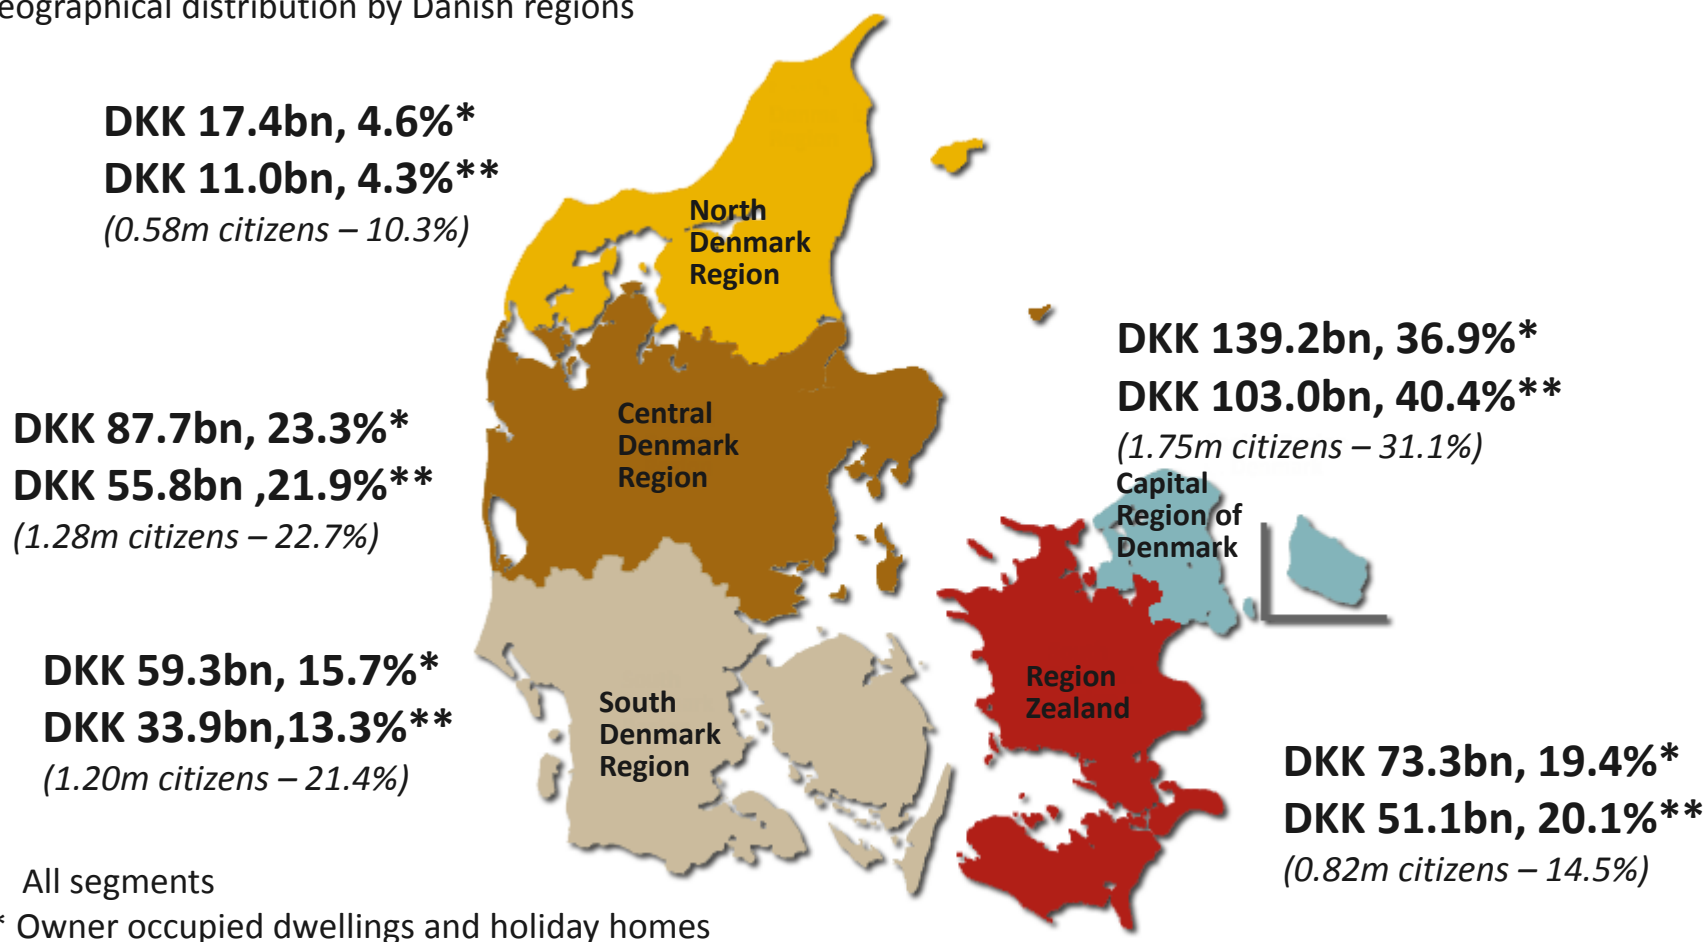 eographical distribution by Danish regions
DKK 17.4bn, 4.6%*
DKK 11.0bn, 4.3%**
(0.58m citizens – 10.3%)
North
Denmark
Region
DKK 139.2bn, 36.9%*
DKK 103.0bn, 40.4%**
(1.75m citizens – 31.1%)
DKK 87.7bn, 23.3%*
DKK 55.8bn ,21.9%**
(1.28m citizens – 22.7%)
Central
Denmark
Region
Capital
Region of
Denmark
DKK 59.3bn, 15.7%*
DKK 33.9bn,13.3%**
(1.20m citizens – 21.4%)
South
Denmark
Region
Region
Zealand
DKK 73.3bn, 19.4%*
DKK 51.1bn, 20.1%**
(0.82m citizens – 14.5%)
All segments
* Owner occupied dwellings and holiday homes